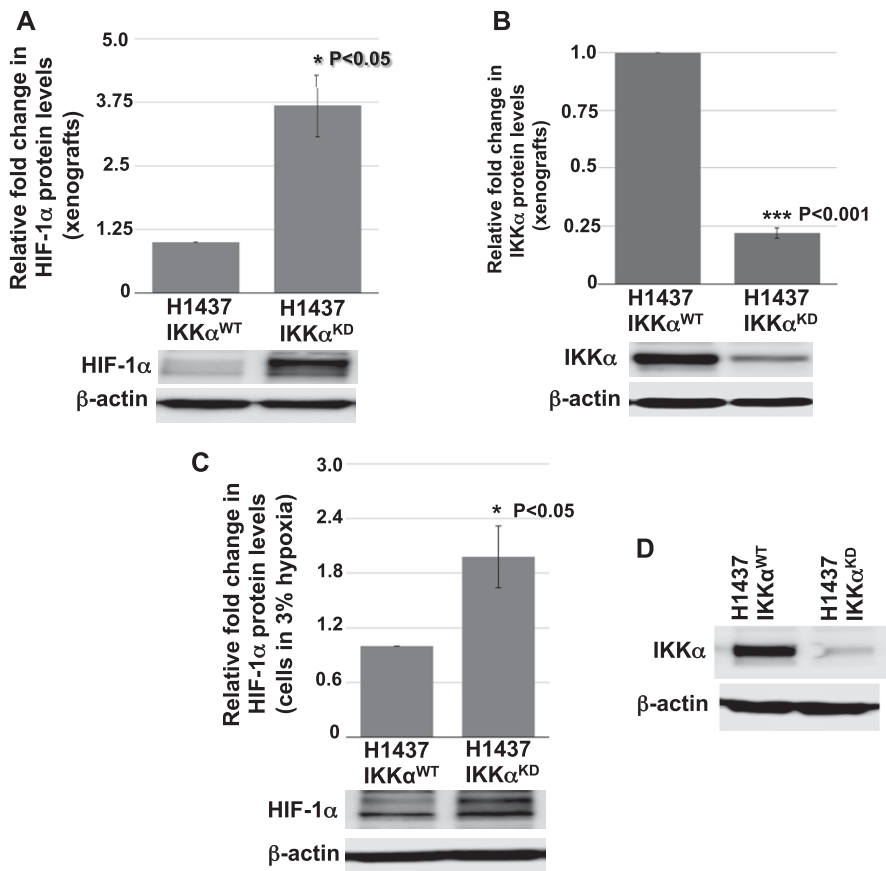 A
Relative fold change in
HIF-1α protein levels
(xenografts)
5.0
3.75
2.5
1.25
0
* P<0.05
H1437
IKKαWT
H1437
IKKαKD
HIF-1α
β-actin
B
Relative fold change in
IKKα protein levels
(xenografts)
1.0
0.75
0.5
0.25
0
*** P<0.001
H1437
IKKαWT
H1437
IKKαKD
IKKα
β-actin
C
Relative fold change in
HIF-1α protein levels
(cells in 3% hypoxia)
3.0
2.4
1.8
1.2
0.6
0
* P<0.05
H1437
IKKαWT
H1437
IKKαKD
HIF-1α
β-actin
D
H1437
IKKαWT
H1437
IKKαKD
IKKα
β-actin